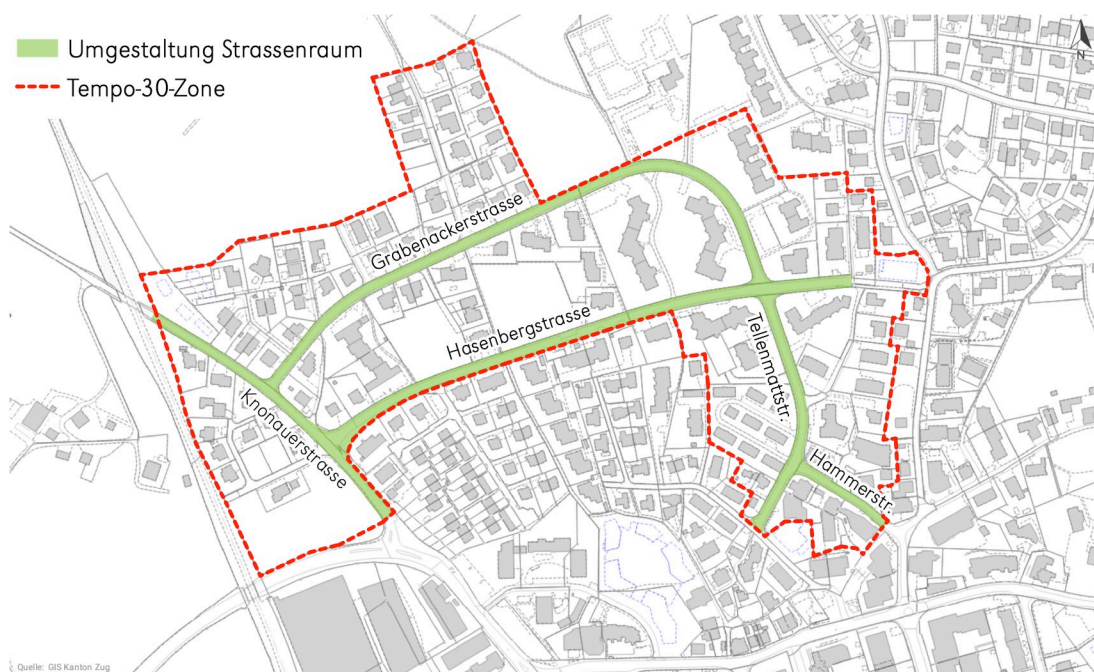 Umgestaltung Strassenraum
Tempo-30-Zone
N
Grabenackerstrasse
Hasenbergstrasse
Tellenmattstr.
Knonauerstrasse
Hammerstr.
Quelle: GIS Kanton Zug